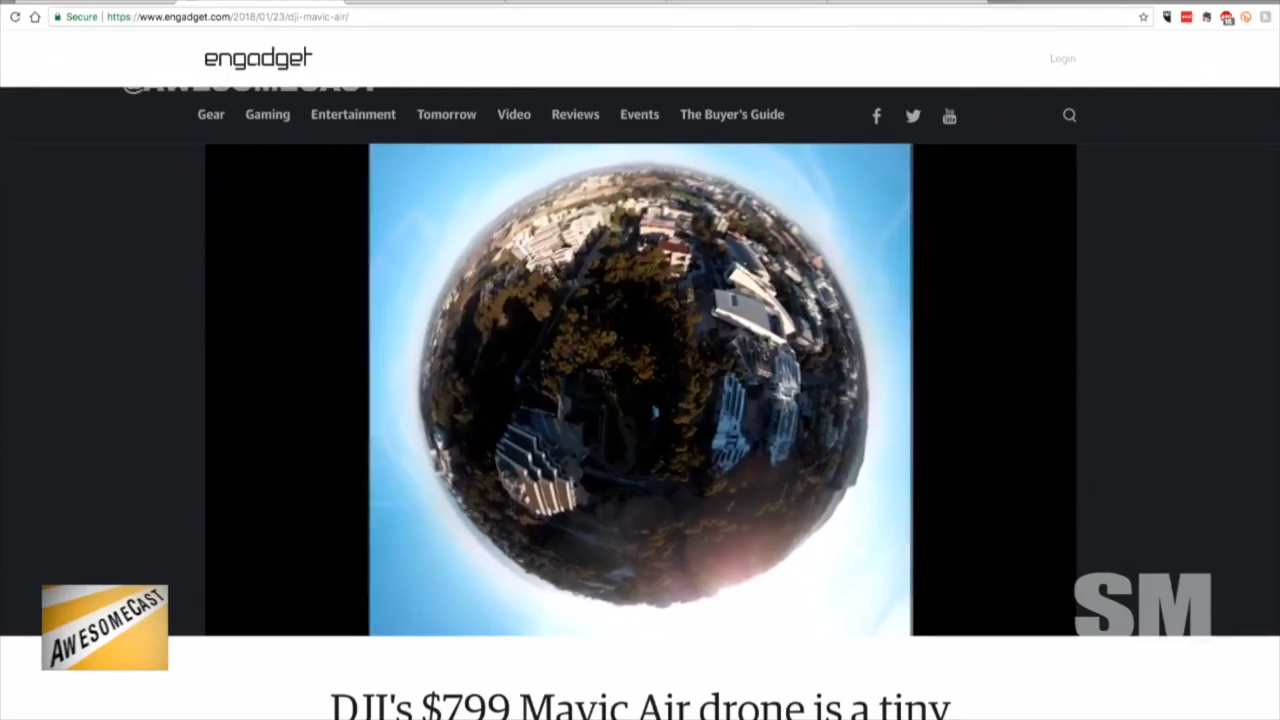 Secure https://www.engadget.com/2018/01/23/dji-mavic-air/
engadget
Login
@AWESOMECAST
Gear Gaming Entertainment Tomorrow Video Reviews Events The Buyer's Guide
AWESOMECAST
SM
DJI's $799 Mavic Air drone is a tiny